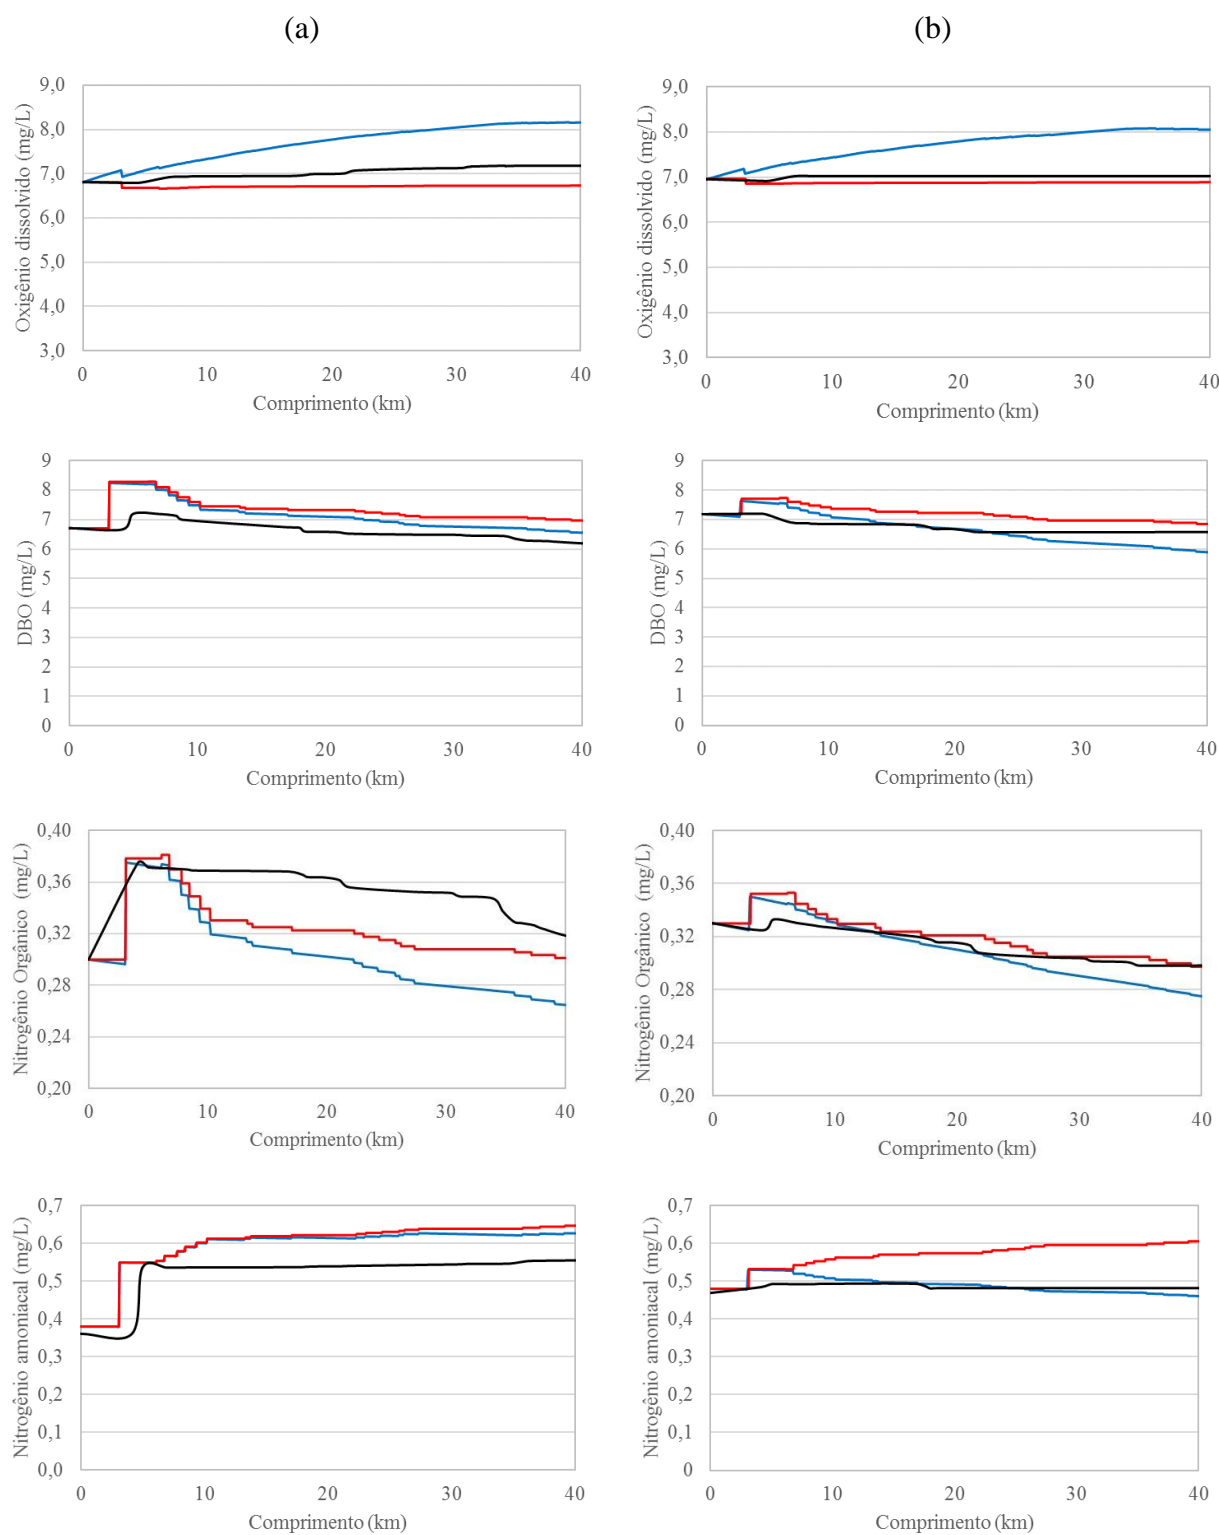 (a)
(b)
Oxigênio dissolvido (mg/L)
9,0
8,0
7,0
6,0
5,0
4,0
3,0
0 10 20 30 40
Comprimento (km)
Oxigênio dissolvido (mg/L)
9,0
8,0
7,0
6,0
5,0
4,0
3,0
0 10 20 30 40
Comprimento (km)
DBO (mg/L)
9
8
7
6
5
4
3
2
1
0
0 10 20 30 40
Comprimento (km)
DBO (mg/L)
9
8
7
6
5
4
3
2
1
0
0 10 20 30 40
Comprimento (km)
Nitrogênio Orgânico (mg/L)
0,40
0,36
0,32
0,28
0,24
0,20
0 10 20 30 40
Comprimento (km)
Nitrogênio Orgânico (mg/L)
0,40
0,36
0,32
0,28
0,24
0,20
0 10 20 30 40
Comprimento (km)
Nitrogênio amoniacal (mg/L)
0,7
0,6
0,5
0,4
0,3
0,2
0,1
0,0
0 10 20 30 40
Comprimento (km)
Nitrogênio amoniacal (mg/L)
0,7
0,6
0,5
0,4
0,3
0,2
0,1
0
0 10 20 30 40
Comprimento (km)